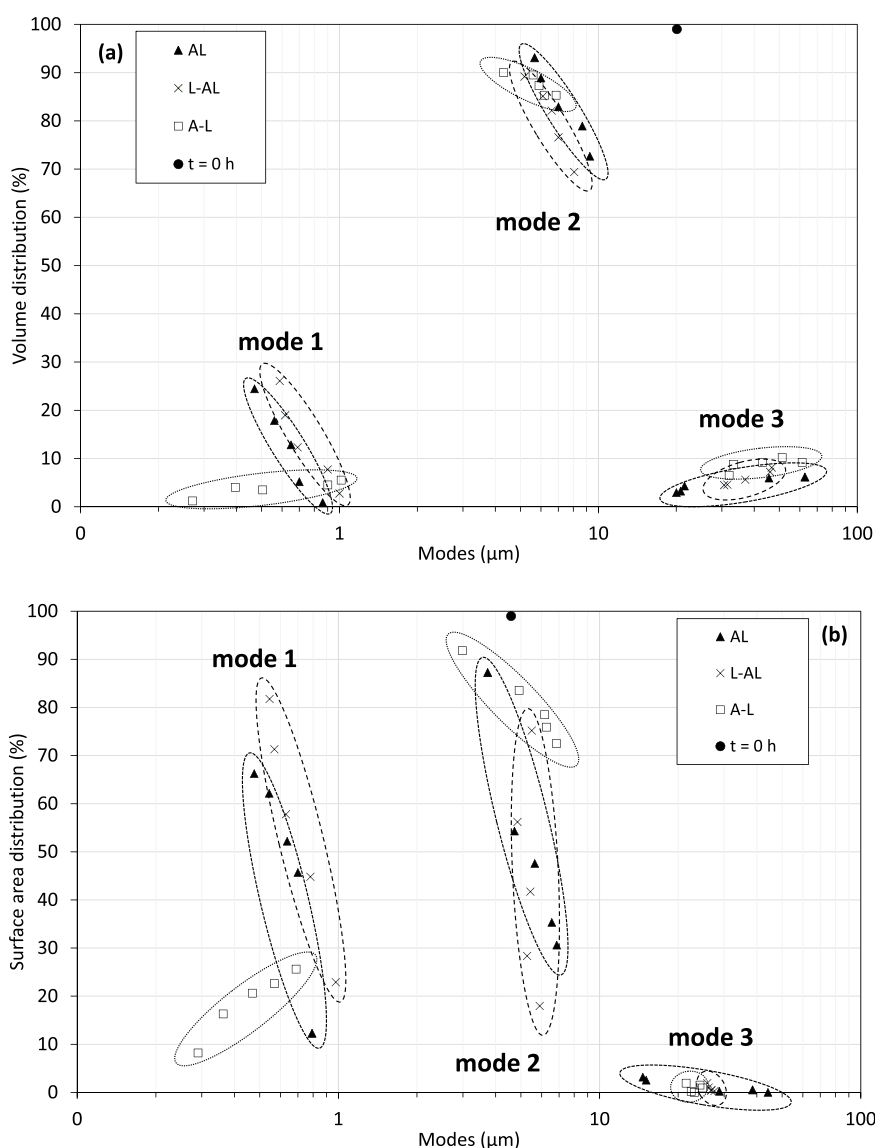 100
(a)
AL
90
L-AL
80
A-L
70
t = 0 h
60
mode 2
50
40
mode 1
30
20
mode 3
10
0
0
1
10
100
Volume distribution (%)
Modes (µm)
100
AL
(b)
90
mode 1
L-AL
80
A-L
70
t = 0 h
60
50
40
30
20
10
mode 2
mode 3
0
0
1
10
100
Surface area distribution (%)
Modes (µm)